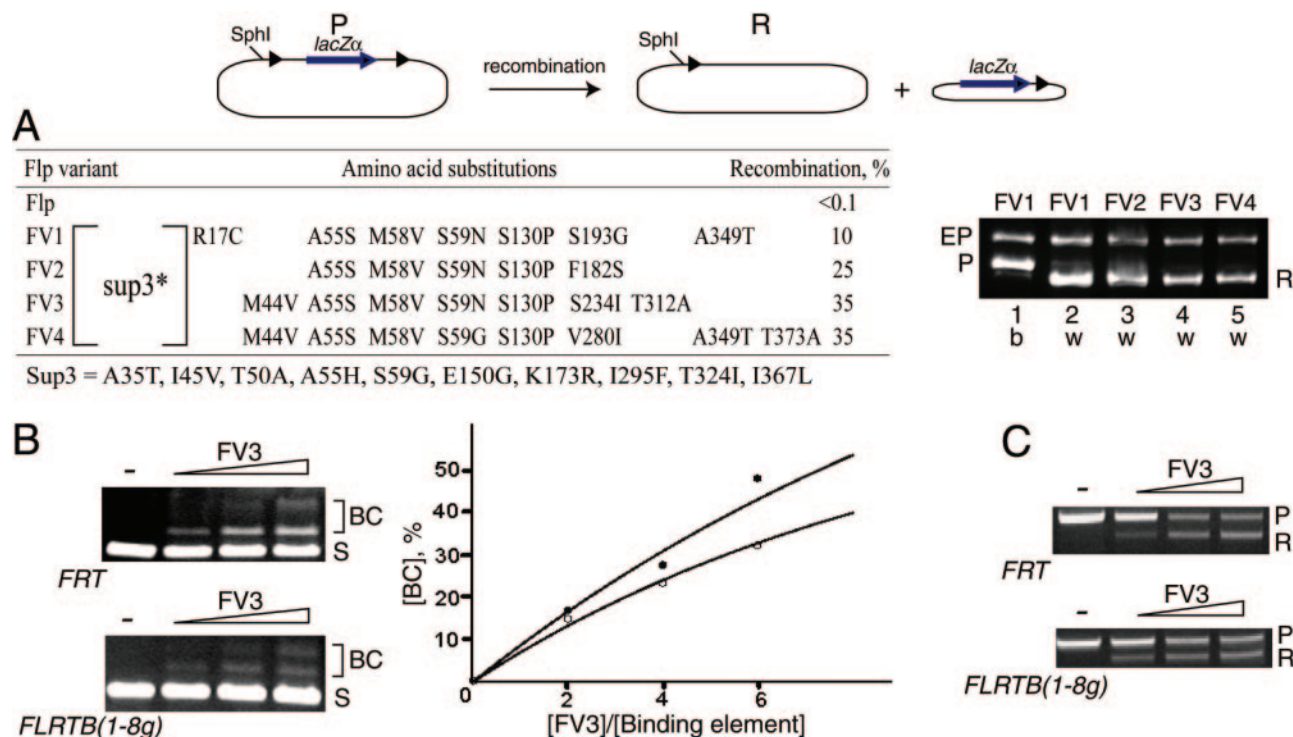 P
R
SphI
lacZα
recombination
SphI
+
lacZα
A
Flp variant Amino acid substitutions Recombination, %
Flp <0.1
FV1 R17C A55S M58V S59N S130P S193G A349T 10
FV2 A55S M58V S59N S130P F182S 25
sup3*
FV3 M44V A55S M58V S59N S130P S234I T312A 35
FV4 M44V A55S M58V S59G S130P V280I A349T T373A 35
Sup3 = A35T, I45V, T50A, A55H, S59G, E150G, K173R, I295F, T324I, I367L
FV1 FV1 FV2 FV3 FV4
EP
P
R
1 2 3 4 5
b w w w w
B
FV3
-
BC
S
FRT
FV3
-
BC
S
FLRTB(1-8g)
[BC], %
50
40
30
20
10
0 2 4 6
[FV3]/[Binding element]
C
FV3
-
P
R
FRT
FV3
-
P
R
FLRTB(1-8g)